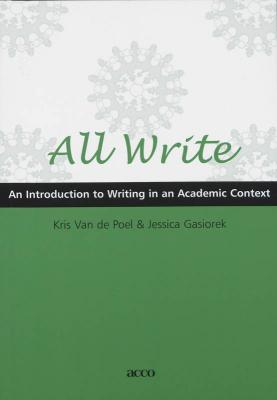 All Write
An Introduction to Writing in an Academic Context
Kris Van de Poel & Jessica Gasiorek
acco